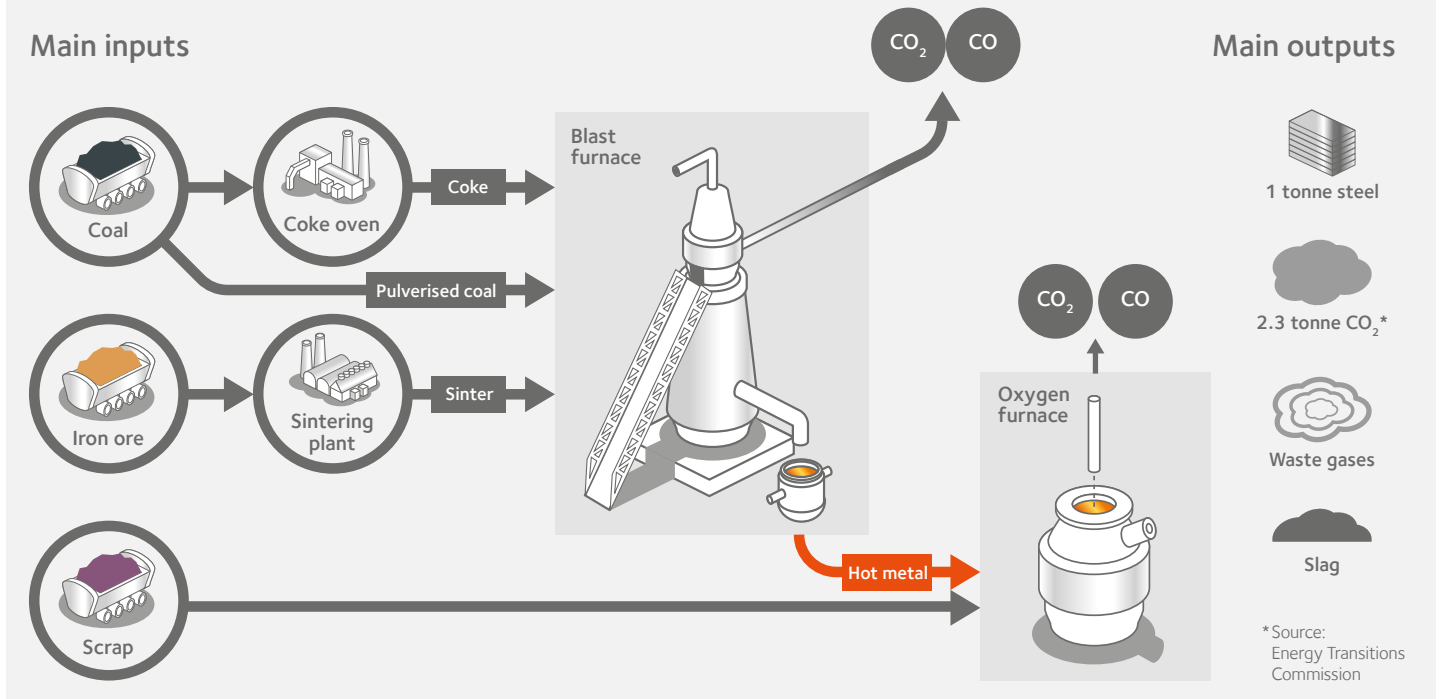 Main inputs
Main outputs
CO₂
CO
Blast
furnace
Coal
Coke oven
Coke
Pulverised coal
Iron ore
Sintering
plant
Sinter
Scrap
Hot metal
CO₂
CO
Oxygen
furnace
1 tonne steel
2.3 tonne CO₂*
Waste gases
Slag
* Source:
Energy Transitions
Commission